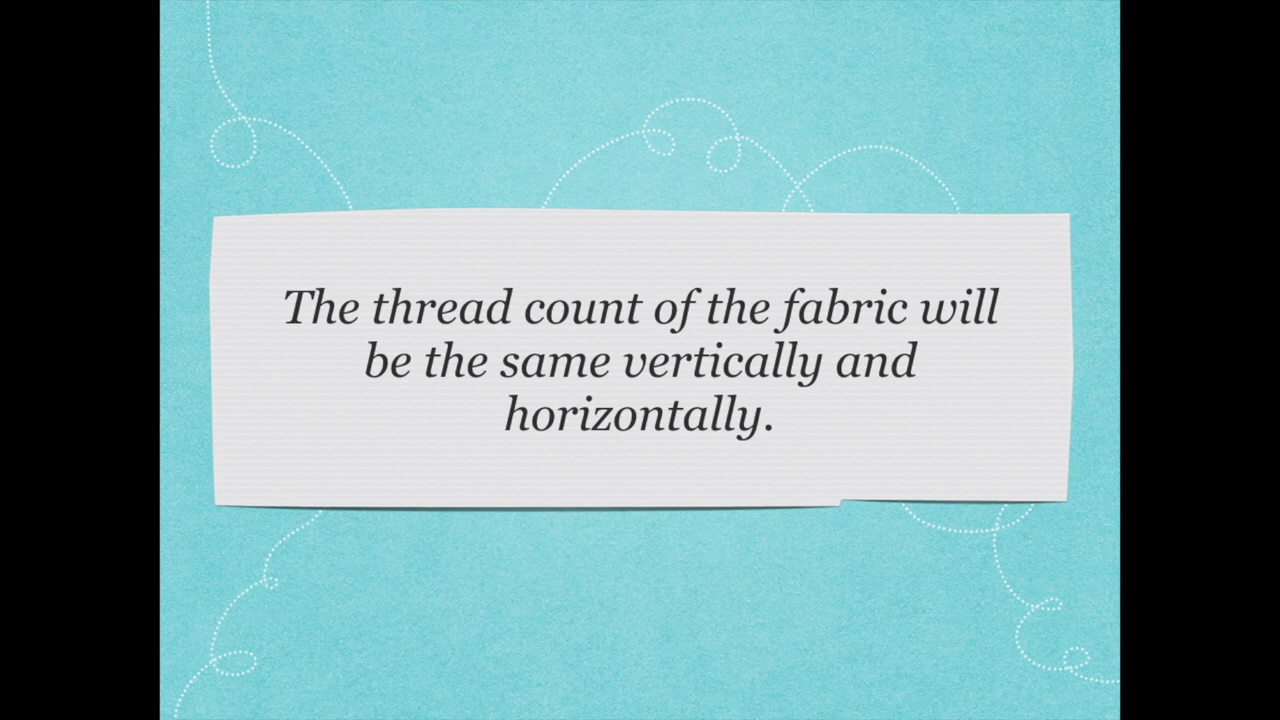 The thread count of the fabric will
be the same vertically and
horizontally.